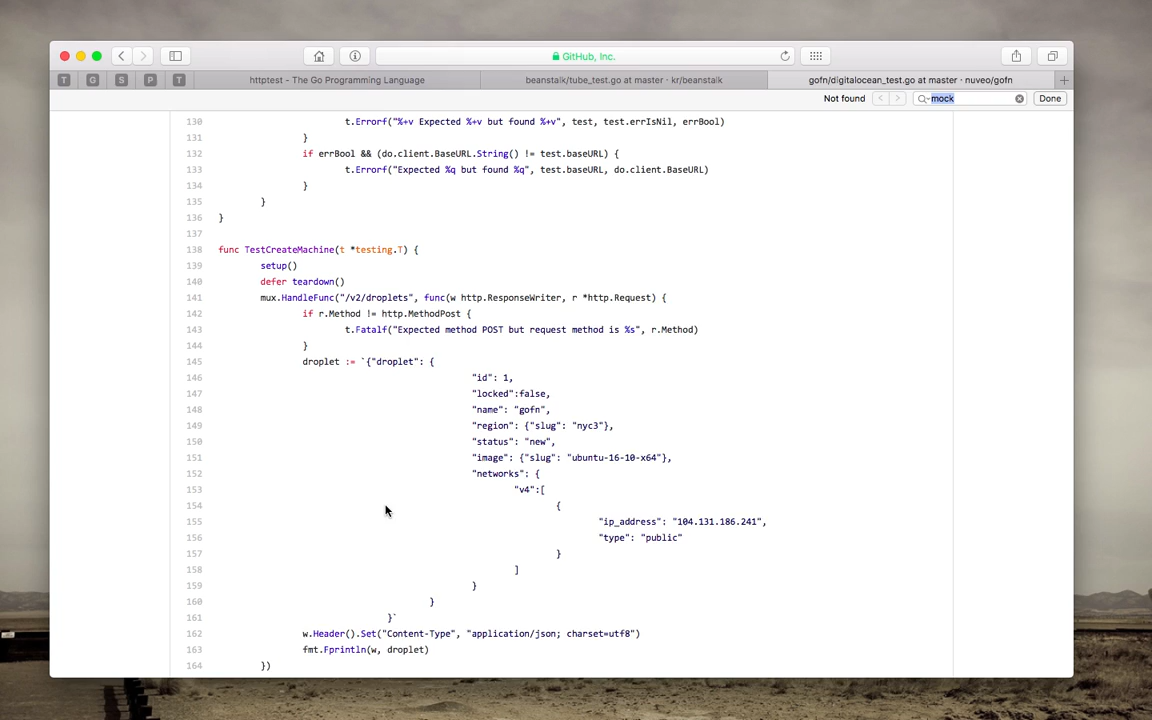 GitHub, Inc.
T G S P T httptest - The Go Programming Language beanstalk/tube_test.go at master · kr/beanstalk gofn/digitalocean_test.go at master · nuveo/gofn
Not found mock Done
130 t.Errorf("%+v Expected %+v but found %+v", test, test.errIsNil, errBool)
131 }
132 if errBool && (do.client.BaseURL.String() != test.baseURL) {
133 t.Errorf("Expected %q but found %q", test.baseURL, do.client.BaseURL)
134 }
135 }
136 }
137
138 func TestCreateMachine(t *testing.T) {
139 setup()
140 defer teardown()
141 mux.HandleFunc("/v2/droplets", func(w http.ResponseWriter, r *http.Request) {
142 if r.Method != http.MethodPost {
143 t.Fatalf("Expected method POST but request method is %s", r.Method)
144 }
145 droplet := `{"droplet": {
146 "id": 1,
147 "locked":false,
148 "name": "gofn",
149 "region": {"slug": "nyc3"},
150 "status": "new",
151 "image": {"slug": "ubuntu-16-10-x64"},
152 "networks": {
153 "v4":[
154 {
155 "ip_address": "104.131.186.241",
156 "type": "public"
157 }
158 ]
159 }
160 }
161 }`
162 w.Header().Set("Content-Type", "application/json; charset=utf8")
163 fmt.Fprintln(w, droplet)
164 })